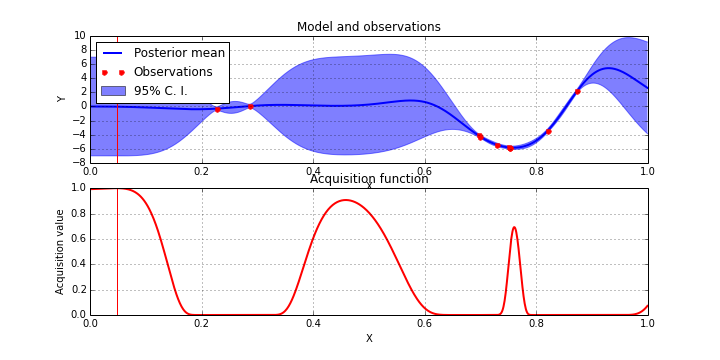 Model and observations
10
8
6
4
2
0
−2
−4
−6
−8
Y
Posterior mean
Observations
95% C. I.
0.0 0.2 0.4 0.6 0.8 1.0
X
Acquisition function
1.0
0.8
0.6
0.4
0.2
0.0
Acquisition value
0.0 0.2 0.4 0.6 0.8 1.0
X